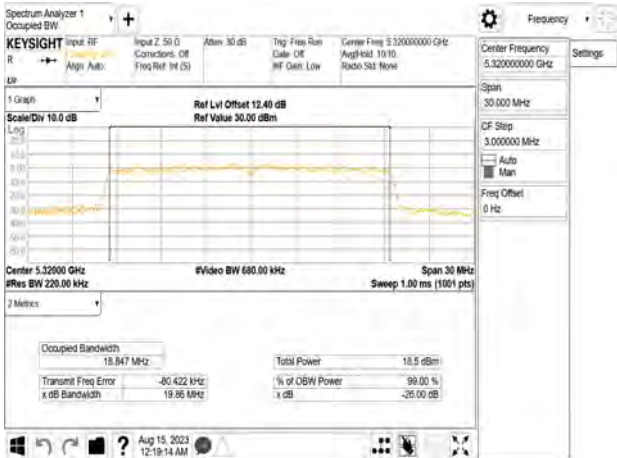 Spectrum Analyzer 1
Occupied BW
Frequency
KEYSIGHT
R
Input: RF
Align: Auto
Input Z: 50 Ω
Corrections: Off
Freq Ref: Int (S)
Atten: 30 dB
Trig: Free Run
Gate: Off
#IF Gain: Low
Center Freq: 5.320000000 GHz
Avg|Hold: 10/10
Radio Std: None
1 Graph
Scale/Div 10.0 dB
Ref Lvl Offset 12.40 dB
Ref Value 30.00 dBm
Log
0.00
Center 5.32000 GHz
#Res BW 220.00 kHz
#Video BW 680.00 kHz
Span 30 MHz
Sweep 1.00 ms (1001 pts)
2 Metrics
Occupied Bandwidth
18.847 MHz
Total Power
18.5 dBm
Transmit Freq Error
-80.422 kHz
% of OBW Power
99.00 %
x dB Bandwidth
19.86 MHz
x dB
-26.00 dB
Center Frequency
5.320000000 GHz
Settings
Span
30.000 MHz
CF Step
3.000000 MHz
Auto
Man
Freq Offset
0 Hz
?
Aug 15, 2023
12:19:14 AM